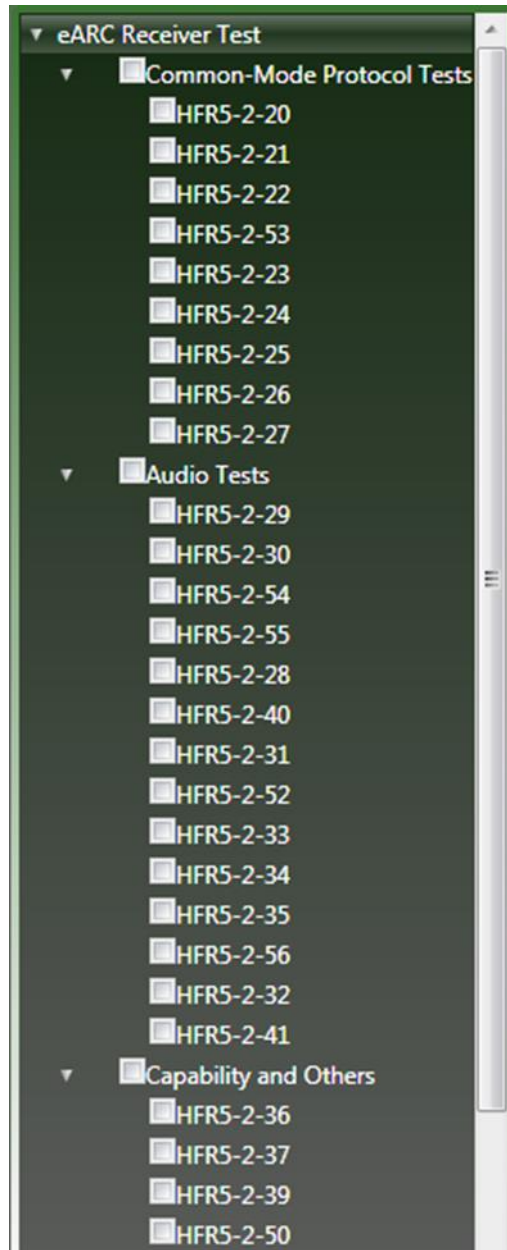 eARC Receiver Test
Common-Mode Protocol Tests
HFR5-2-20
HFR5-2-21
HFR5-2-22
HFR5-2-53
HFR5-2-23
HFR5-2-24
HFR5-2-25
HFR5-2-26
HFR5-2-27
Audio Tests
HFR5-2-29
HFR5-2-30
HFR5-2-54
HFR5-2-55
HFR5-2-28
HFR5-2-40
HFR5-2-31
HFR5-2-52
HFR5-2-33
HFR5-2-34
HFR5-2-35
HFR5-2-56
HFR5-2-32
HFR5-2-41
Capability and Others
HFR5-2-36
HFR5-2-37
HFR5-2-39
HFR5-2-50